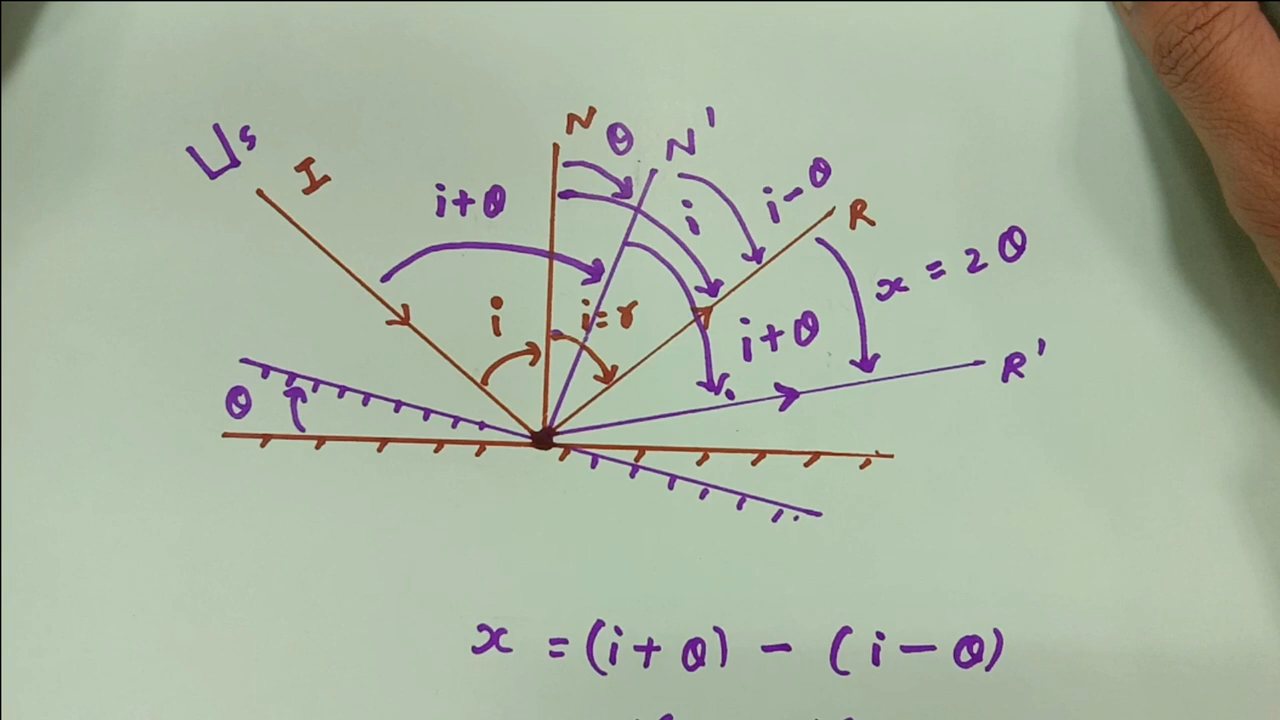 N
θ
N'
I
i+θ
i
i-θ
R
x = 2θ
i
i=r
i+θ
R'
θ
x = (i+θ) - (i-θ)